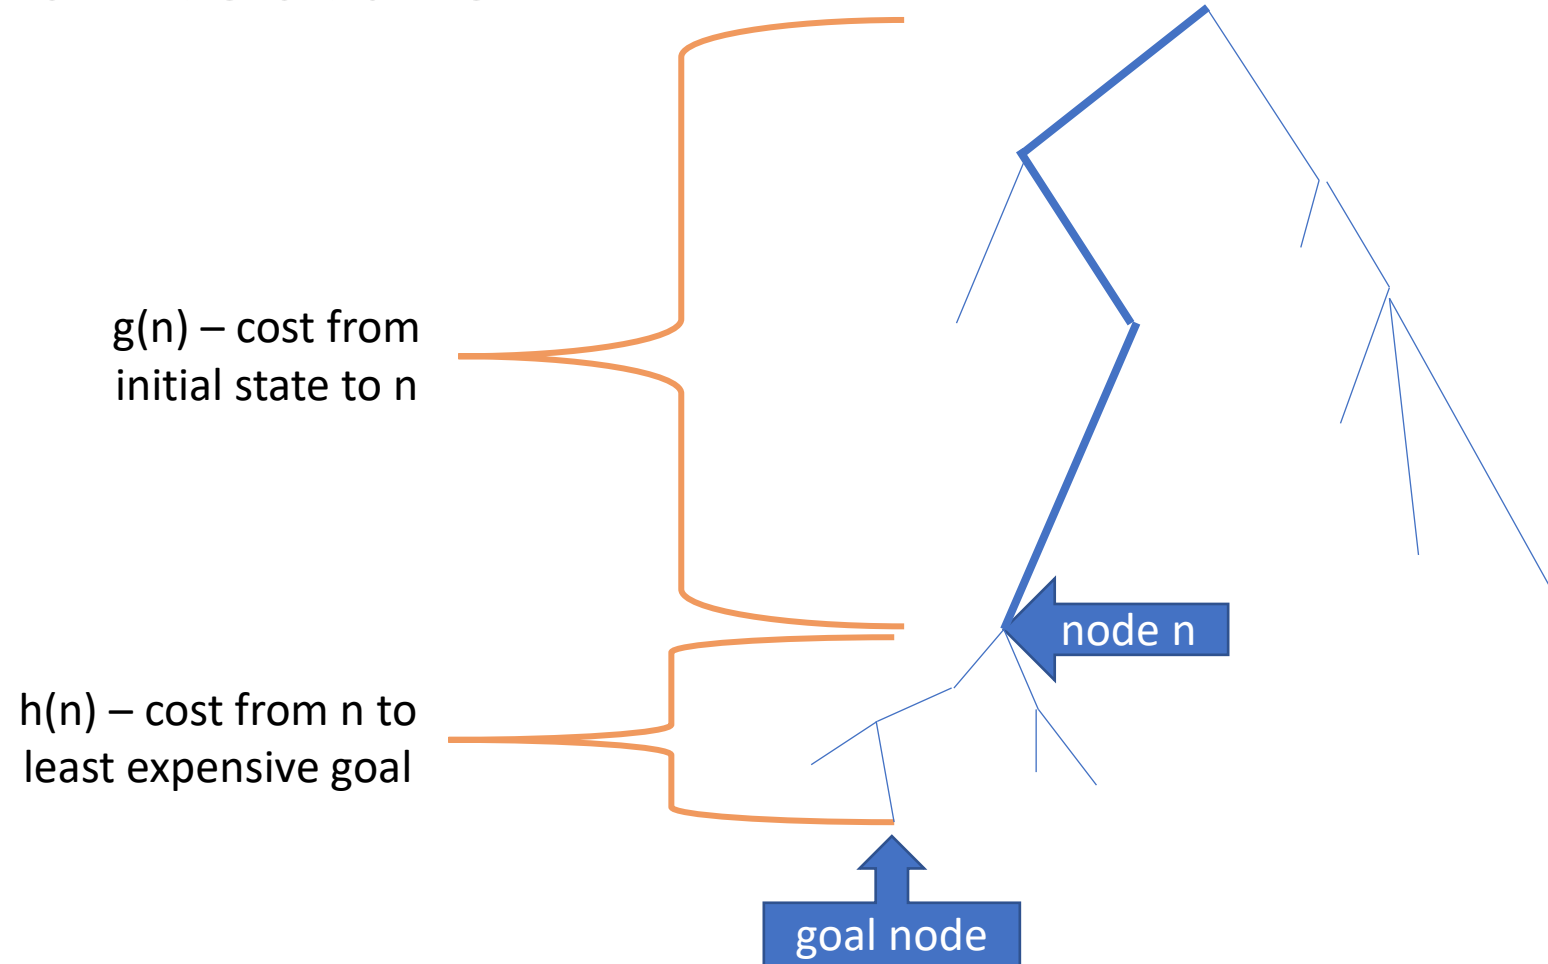 g(n) – cost from
initial state to n
node n
h(n) – cost from n to
least expensive goal
goal node